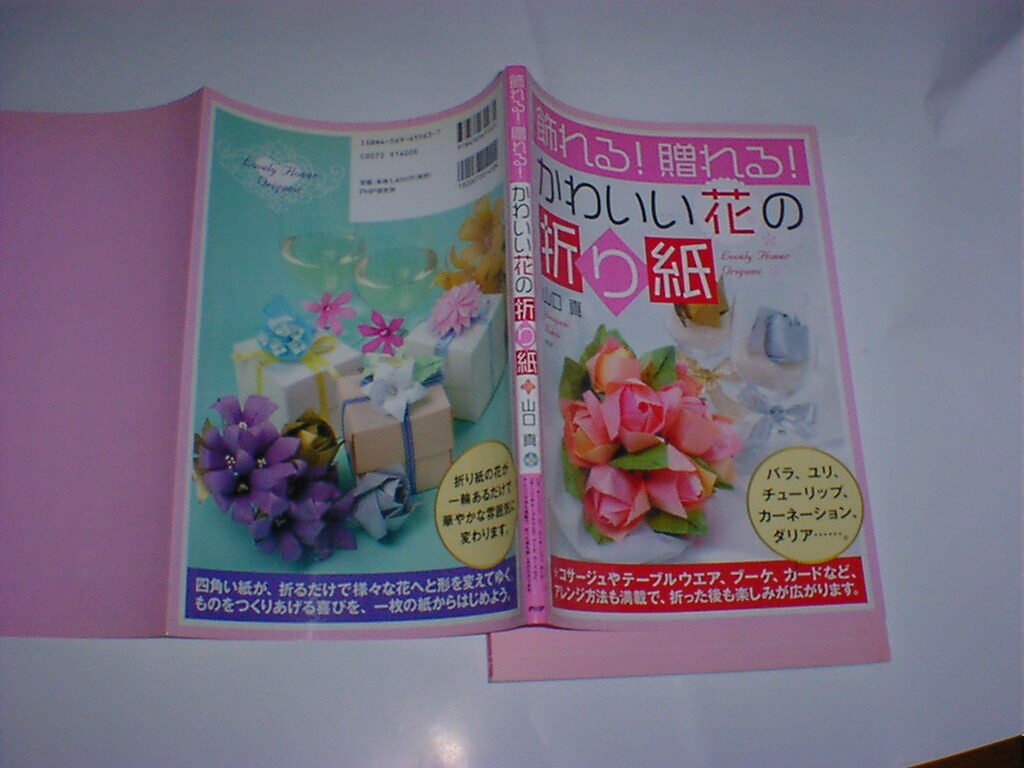 飾れる！贈れる！
かわいい花の
折り紙
Lovely Flower
Origami
山口 真
バラ、ユリ、
チューリップ、
カーネーション、
ダリア……。
コサージュやテーブルウエア、ブーケ、カードなど、
アレンジ方法も満載で、折った後も楽しみが広がります。
飾れる！贈れる！かわいい花の折り紙 山口 真
PHP
Lovely Flower
Origami
PHP研究所
折り紙の花が
一輪あるだけで
華やかな雰囲気に
変わります。
四角い紙が、折るだけで様々な花へと形を変えてゆく。
ものをつくりあげる喜びを、一枚の紙からはじめよう。